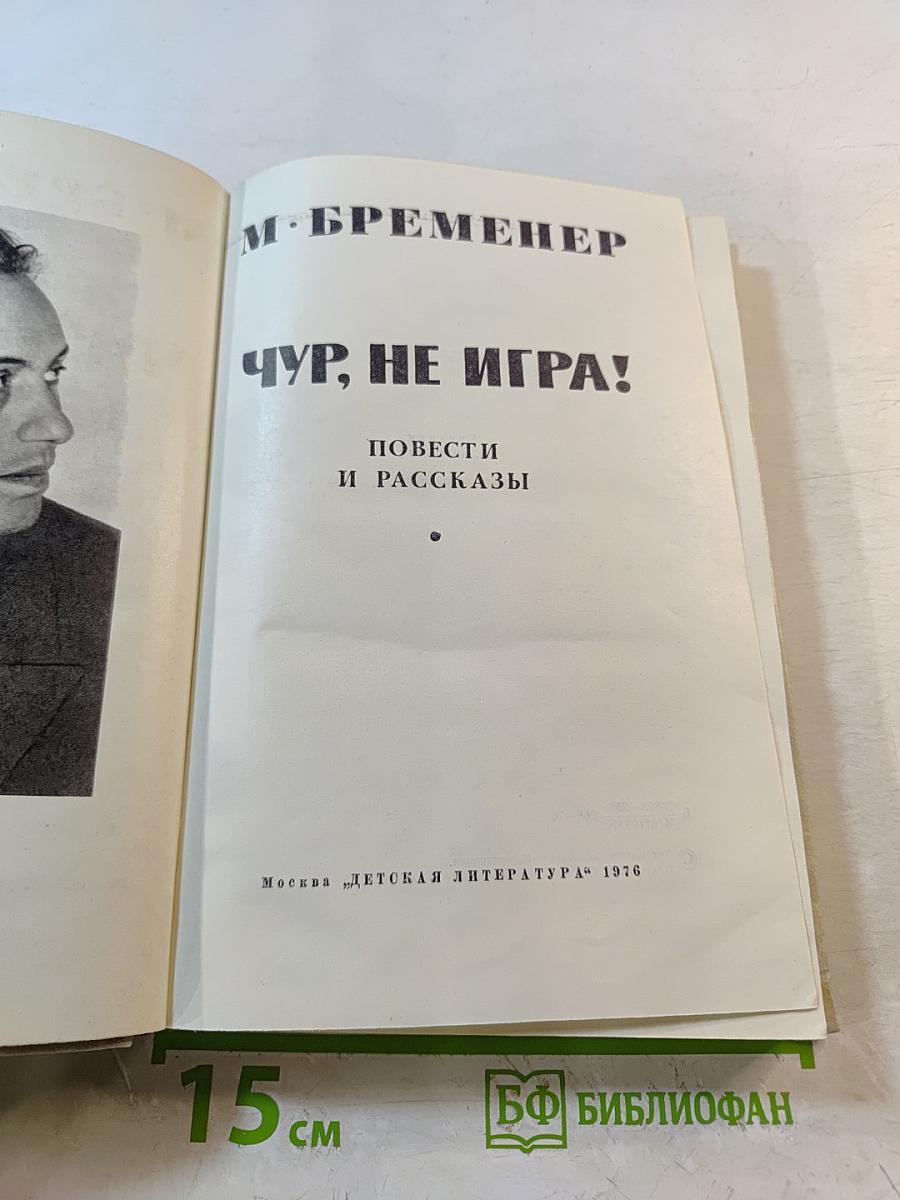 М·БРЕМЕНЕР
ЧУР, НЕ ИГРА!
ПОВЕСТИ
И РАССКАЗЫ
Москва „ДЕТСКАЯ ЛИТЕРАТУРА“ 1976
15 см
БФ БИБЛИОФАН